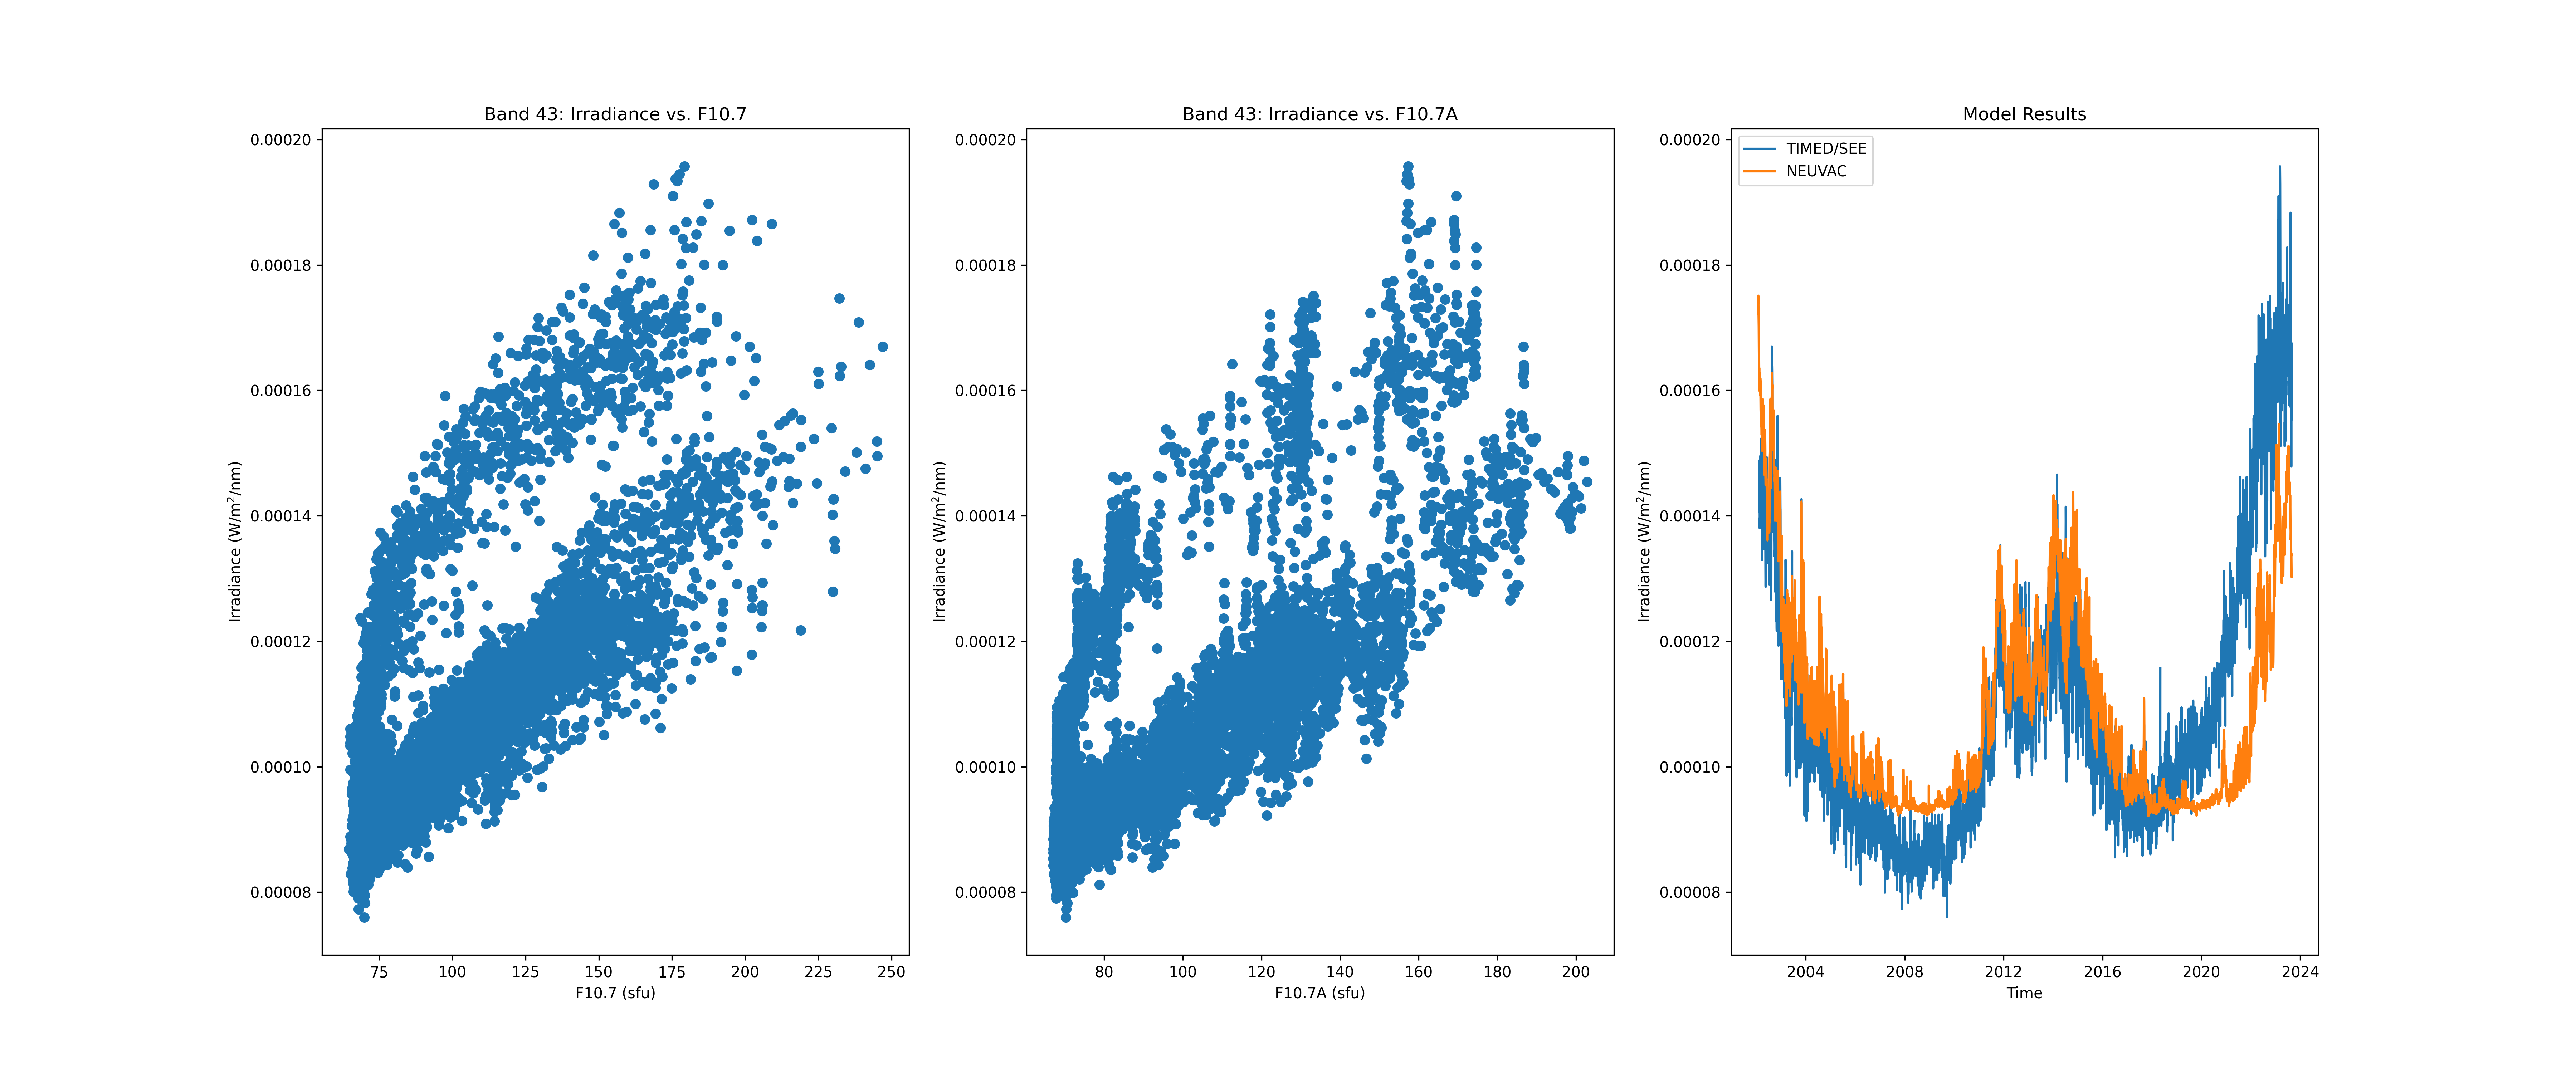 Band 43: Irradiance vs. F10.7
Irradiance (W/m²/nm)
0.00020
0.00018
0.00016
0.00014
0.00012
0.00010
0.00008
75 100 125 150 175 200 225 250
F10.7 (sfu)
Band 43: Irradiance vs. F10.7A
Irradiance (W/m²/nm)
0.00020
0.00018
0.00016
0.00014
0.00012
0.00010
0.00008
80 100 120 140 160 180 200
F10.7A (sfu)
Model Results
TIMED/SEE
NEUVAC
Irradiance (W/m²/nm)
0.00020
0.00018
0.00016
0.00014
0.00012
0.00010
0.00008
2004 2008 2012 2016 2020 2024
Time